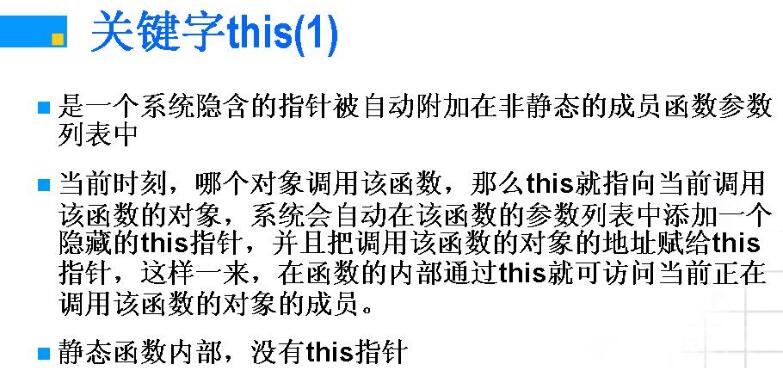 关键字this(1)
是一个系统隐含的指针被自动附加在非静态的成员函数参数
列表中
当前时刻，哪个对象调用该函数，那么this就指向当前调用
该函数的对象，系统会自动在该函数的参数列表中添加一个
隐藏的this指针，并且把调用该函数的对象的地址赋给this
指针，这样一来，在函数的内部通过this就可访问当前正在
调用该函数的对象的成员。
静态函数内部，没有this指针